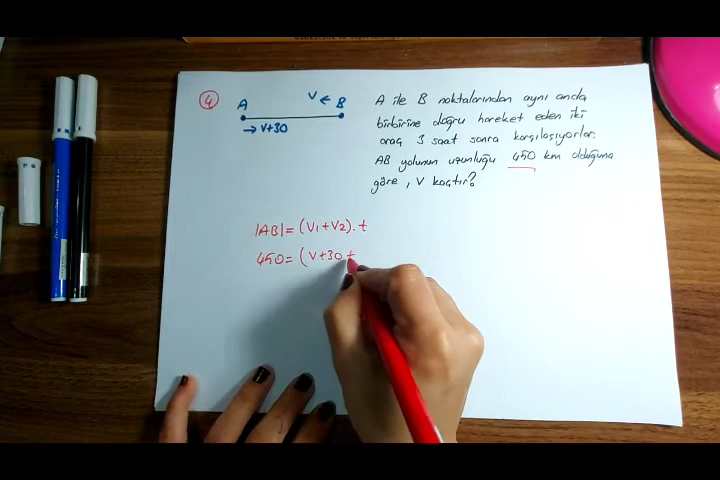 4
A
V ←
B
→ V+30
A ile B noktalarından aynı anda
birbirine doğru hareket eden iki
araç 3 saat sonra karşılaşıyorlar.
AB yolunun uzunluğu 450 km olduğuna
göre, V kaçtır?
|AB| = (V1 + V2). t
450 = (V+30 +